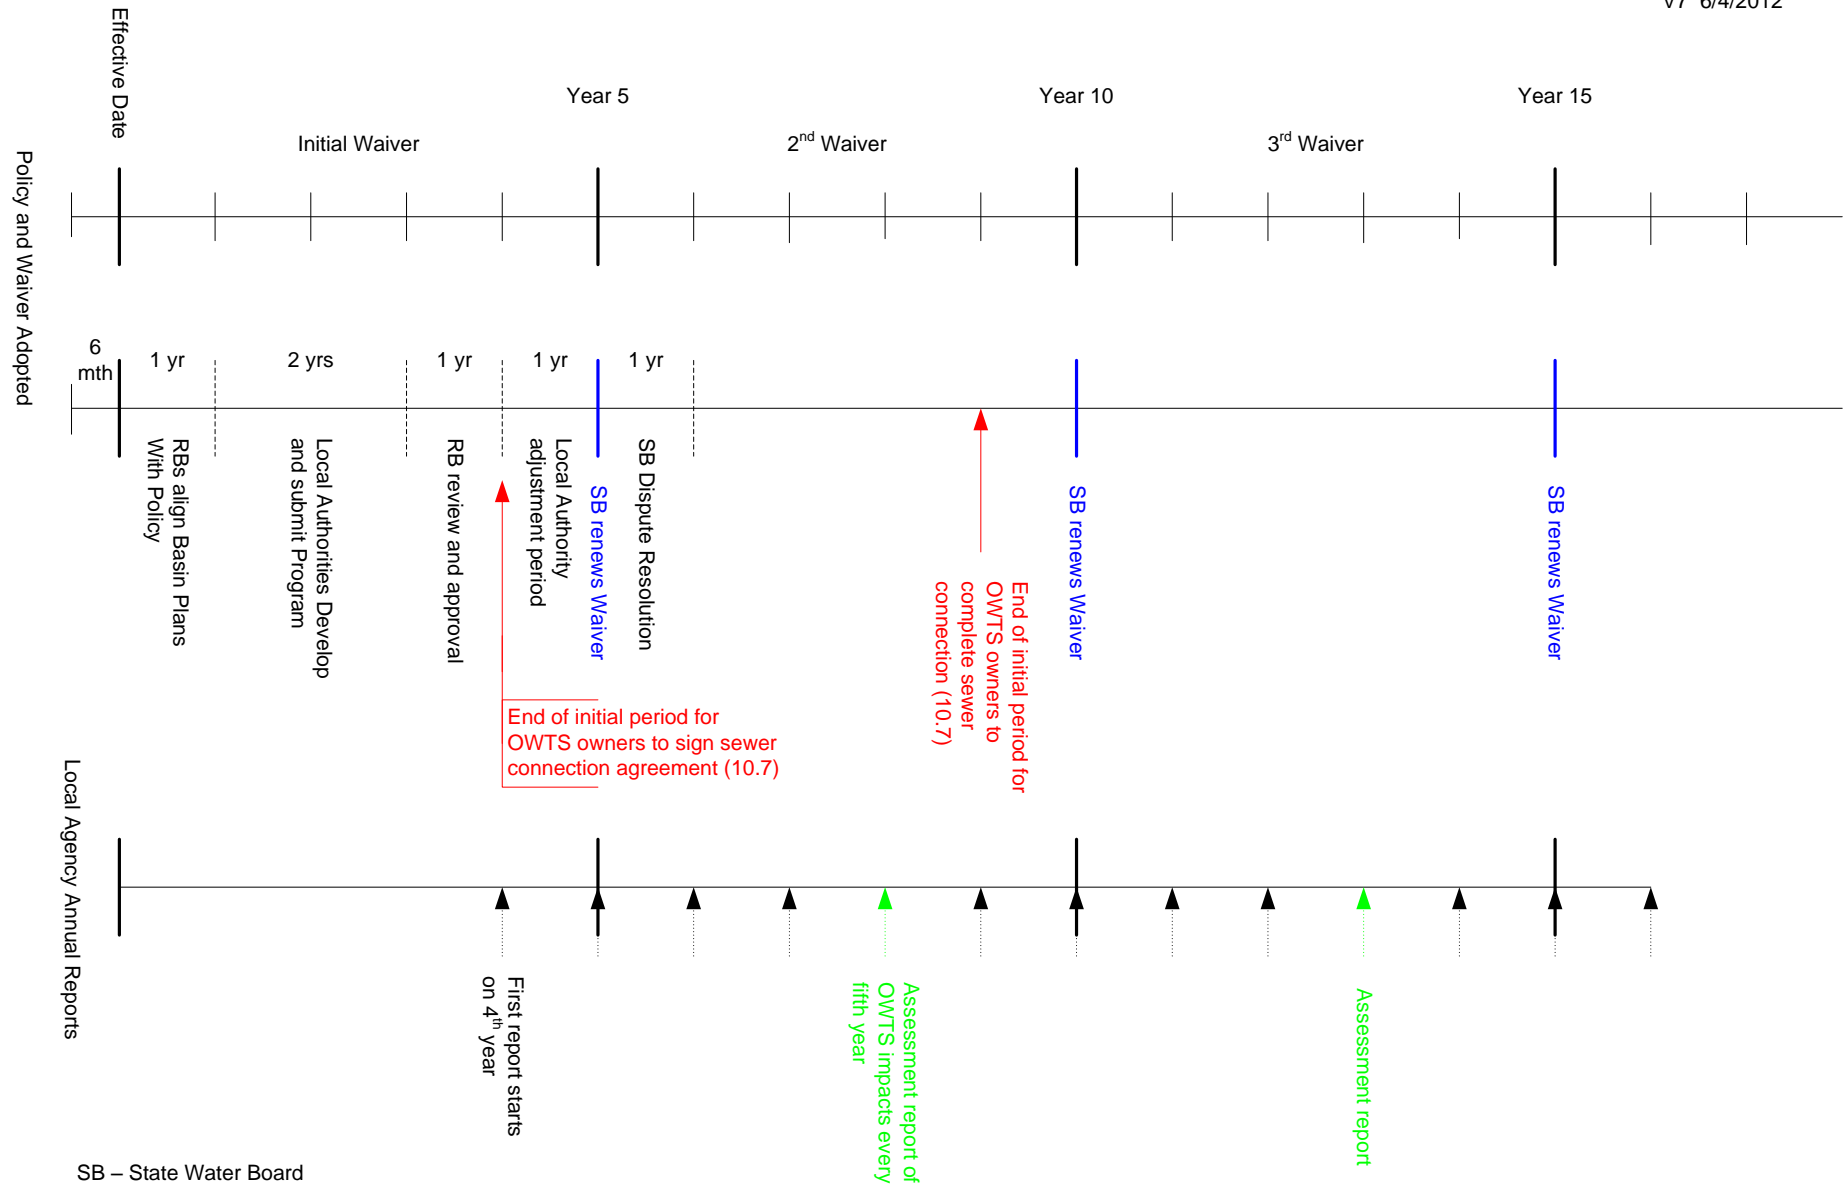 v7  6/4/2012
Effective Date
Year 5
Year 10
Year 15
Initial Waiver
2nd Waiver
3rd Waiver
Policy and Waiver Adopted
6
mth
1 yr
2 yrs
1 yr
1 yr
1 yr
RBs align Basin Plans
With Policy
Local Authorities Develop
and submit Program
RB review and approval
Local Authority
adjustment period
SB renews Waiver
SB Dispute Resolution
SB renews Waiver
SB renews Waiver
End of initial period for
OWTS owners to
complete sewer
connection (10.7)
End of initial period for
OWTS owners to sign sewer
connection agreement (10.7)
Local Agency Annual Reports
First report starts
on 4th year
Assessment report of
OWTS impacts every
fifth year
Assessment report
SB – State Water Board